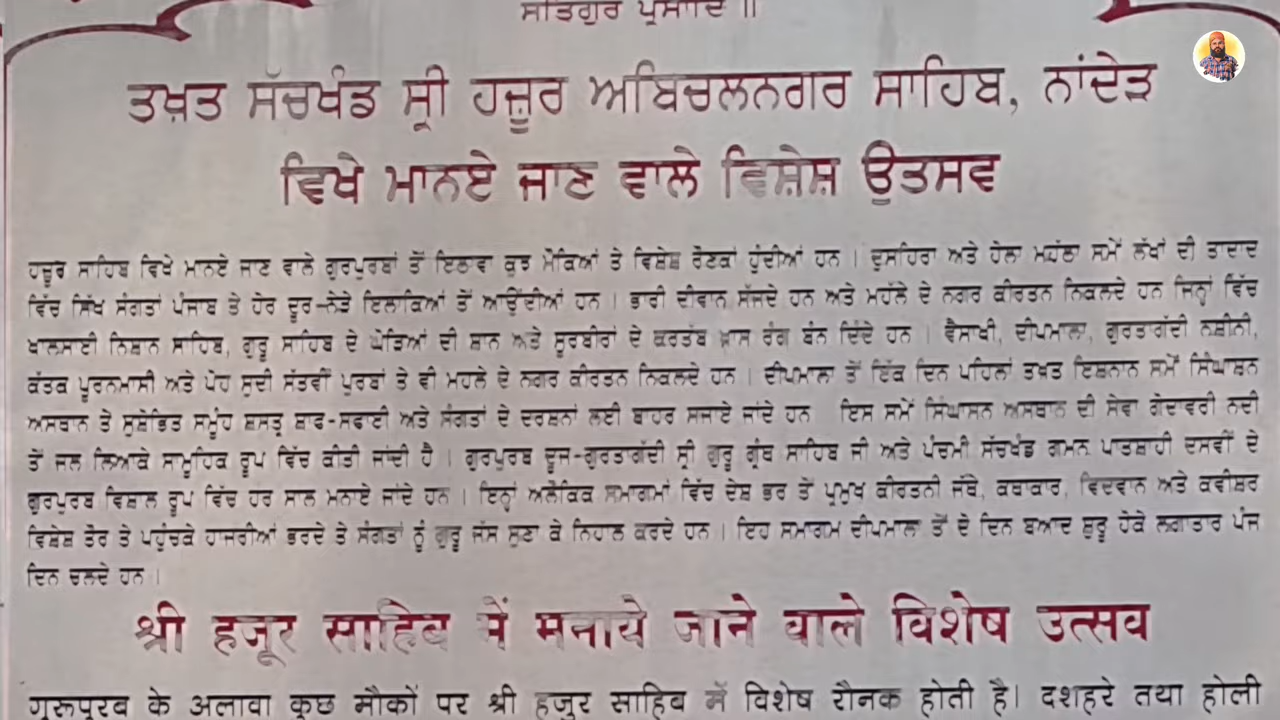 ਸਤਿਗੁਰ ਪ੍ਰਸਾਦਿ ॥
ਤਖ਼ਤ ਸੱਚਖੰਡ ਸ੍ਰੀ ਹਜ਼ੂਰ ਅਬਿਚਲਨਗਰ ਸਾਹਿਬ, ਨਾਂਦੇੜ
ਵਿਖੇ ਮਾਨਏ ਜਾਣ ਵਾਲੇ ਵਿਸ਼ੇਸ਼ ਉਤਸਵ
ਹਜ਼ੂਰ ਸਾਹਿਬ ਵਿਖੇ ਮਾਨਏ ਜਾਣ ਵਾਲੇ ਗੁਰਪੁਰਬਾਂ ਤੋਂ ਇਲਾਵਾ ਕੁਝ ਮੌਕਿਆਂ ਤੇ ਵਿਸ਼ੇਸ਼ ਰੌਣਕਾਂ ਹੁੰਦੀਆਂ ਹਨ । ਦੁਸਹਿਰਾ ਅਤੇ ਹੋਲਾ ਮਹੱਲਾ ਸਮੇਂ ਲੱਖਾਂ ਦੀ ਤਾਦਾਦ
ਵਿੱਚ ਸਿੱਖ ਸੰਗਤਾਂ ਪੰਜਾਬ ਤੇ ਹੋਰ ਦੂਰ-ਨੇੜੇ ਇਲਾਕਿਆਂ ਤੋਂ ਆਉਂਦੀਆਂ ਹਨ । ਭਾਰੀ ਦੀਵਾਨ ਸੱਜਦੇ ਹਨ ਅਤੇ ਮਹੱਲੇ ਦੇ ਨਗਰ ਕੀਰਤਨ ਨਿਕਲਦੇ ਹਨ ਜਿਨ੍ਹਾਂ ਵਿੱਚ
ਖਾਲਸਾਈ ਨਿਸ਼ਾਨ ਸਾਹਿਬ, ਗੁਰੂ ਸਾਹਿਬ ਦੇ ਘੋੜਿਆਂ ਦੀ ਸ਼ਾਨ ਅਤੇ ਸੂਰਬੀਰਾਂ ਦੇ ਕਰਤੱਬ ਖ਼ਾਸ ਰੰਗ ਬੰਨ ਦਿੰਦੇ ਹਨ । ਵੈਸਾਖੀ, ਦੀਪਮਾਲਾ, ਗੁਰਤਾਗੱਦੀ ਨਸ਼ੀਨੀ,
ਕੱਤਕ ਪੂਰਨਮਾਸੀ ਅਤੇ ਪੋਹ ਸੁਦੀ ਸੱਤਵੀਂ ਪੁਰਬਾਂ ਤੇ ਵੀ ਮਹਲੇ ਦੇ ਨਗਰ ਕੀਰਤਨ ਨਿਕਲਦੇ ਹਨ । ਦੀਪਮਾਲਾ ਤੋਂ ਇੱਕ ਦਿਨ ਪਹਿਲਾਂ ਤਖ਼ਤ ਇਸ਼ਨਾਨ ਸਮੇਂ ਸਿੰਘਾਸ਼ਨ
ਅਸਥਾਨ ਤੇ ਸੁਸ਼ੋਭਿਤ ਸਮੂੰਹ ਸ਼ਸਤ੍ਰ ਸ਼ਾਫ-ਸਫਾਈ ਅਤੇ ਸੰਗਤਾਂ ਦੇ ਦਰਸ਼ਨਾਂ ਲਈ ਬਾਹਰ ਸਜਾਏ ਜਾਂਦੇ ਹਨ ਇਸ ਸਮੇਂ ਸਿੰਘਾਸਨ ਅਸਥਾਨ ਦੀ ਸੇਵਾ ਗੋਦਾਵਰੀ ਨਦੀ
ਤੋਂ ਜਲ ਲਿਆਕੇ ਸਾਮੂਹਿਕ ਰੂਪ ਵਿੱਚ ਕੀਤੀ ਜਾਂਦੀ ਹੈ । ਗੁਰਪੁਰਬ ਦੂਜ-ਗੁਰਤਾਗੱਦੀ ਸ੍ਰੀ ਗੁਰੂ ਗ੍ਰੰਥ ਸਾਹਿਬ ਜੀ ਅਤੇ ਪੰਚਮੀ ਸੱਚਖੰਡ ਗਮਨ ਪਾਤਸ਼ਾਹੀ ਦਸਵੀਂ ਦੇ
ਗੁਰਪੁਰਬ ਵਿਸ਼ਾਲ ਰੂਪ ਵਿੱਚ ਹਰ ਸਾਲ ਮਨਾਏ ਜਾਂਦੇ ਹਨ । ਇਨ੍ਹਾਂ ਅਲੌਕਿਕ ਸਮਾਗਮਾਂ ਵਿੱਚ ਦੇਸ਼ ਭਰ ਤੋਂ ਪ੍ਰਮੁਖ ਕੀਰਤਨੀ ਜੱਥੇ, ਕਥਾਕਾਰ, ਵਿਦਵਾਨ ਅਤੇ ਕਵੀਸ਼ਰ
ਵਿਸ਼ੇਸ਼ ਤੌਰ ਤੇ ਪਹੁੰਚਕੇ ਹਾਜਰੀਆਂ ਭਰਦੇ ਤੇ ਸੰਗਤਾਂ ਨੂੰ ਗੁਰੂ ਜੱਸ ਸੁਣਾ ਕੇ ਨਿਹਾਲ ਕਰਦੇ ਹਨ । ਇਹ ਸਮਾਗਮ ਦੀਪਮਾਲਾ ਤੋਂ ਦੋ ਦਿਨ ਬਆਦ ਸ਼ੁਰੂ ਹੋਕੇ ਲਗਾਤਾਰ ਪੰਜ
ਦਿਨ ਚਲਦੇ ਹਨ ।
श्री हजूर साहिब में मनाये जाने वाले विशेष उत्सव
गुरूपूरब के अलावा कुछ मौकों पर श्री हजुर साहिब में विशेष रौनक होती है। दशहरे तथा होली